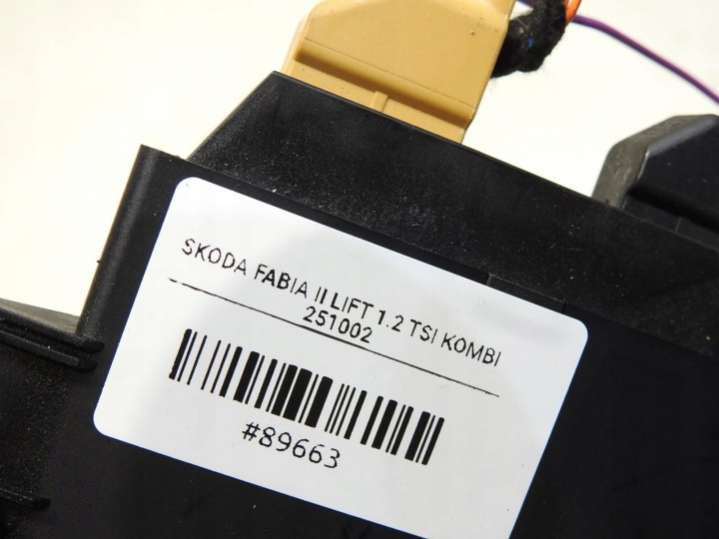 SKODA FABIA II LIFT 1.2 TSI KOMBI
251002
#89663